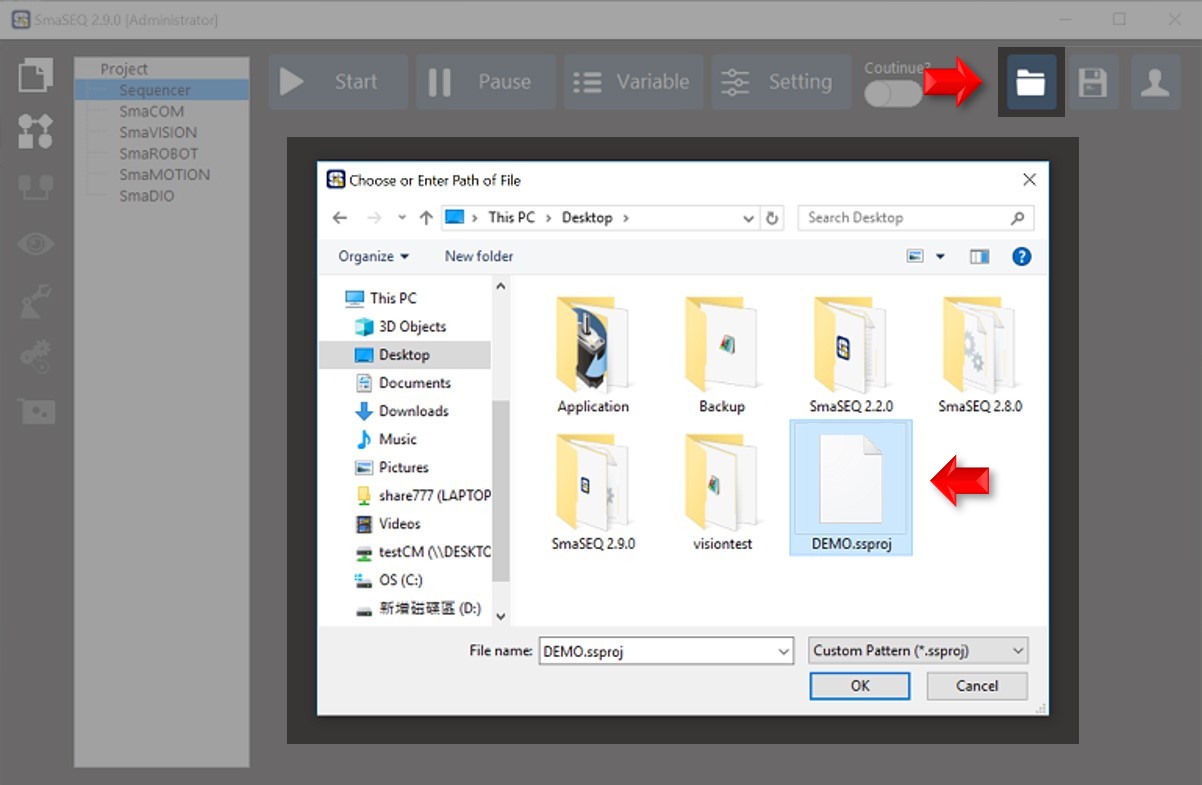 SmaSEQ 2.9.0 [Administrator]
Project
Sequencer
SmaCOM
SmaVISION
SmaROBOT
SmaMOTION
SmaDIO
Start
Pause
Variable
Setting
Coutinue?
Choose or Enter Path of File
This PC > Desktop >
Search Desktop
Organize
New folder
This PC
3D Objects
Desktop
Documents
Downloads
Music
Pictures
share777 (LAPTOP
Videos
testCM (\\DESKTO
OS (C:)
新增磁碟區 (D:)
Application
Backup
SmaSEQ 2.2.0
SmaSEQ 2.8.0
SmaSEQ 2.9.0
visiontest
DEMO.ssproj
File name:
DEMO.ssproj
Custom Pattern (*.ssproj)
OK
Cancel